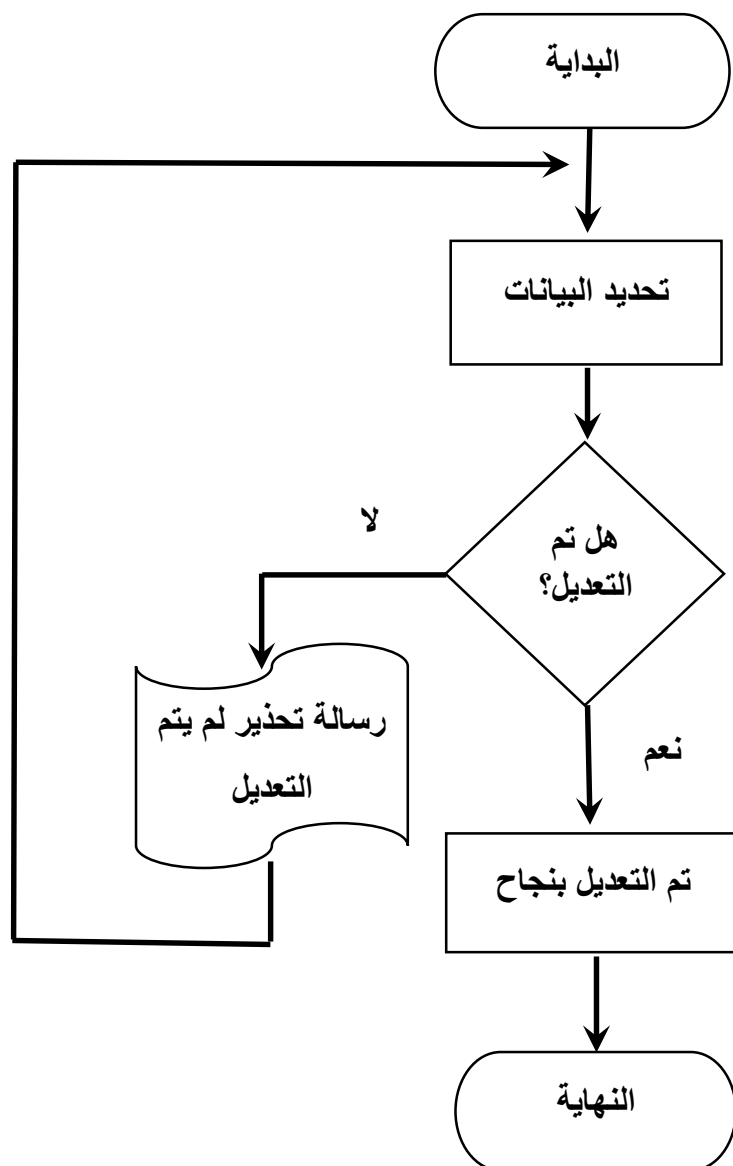 البداية
تحديد البيانات
هل تم
التعديل؟
لا
رسالة تحذير لم يتم
التعديل
نعم
تم التعديل بنجاح
النهاية